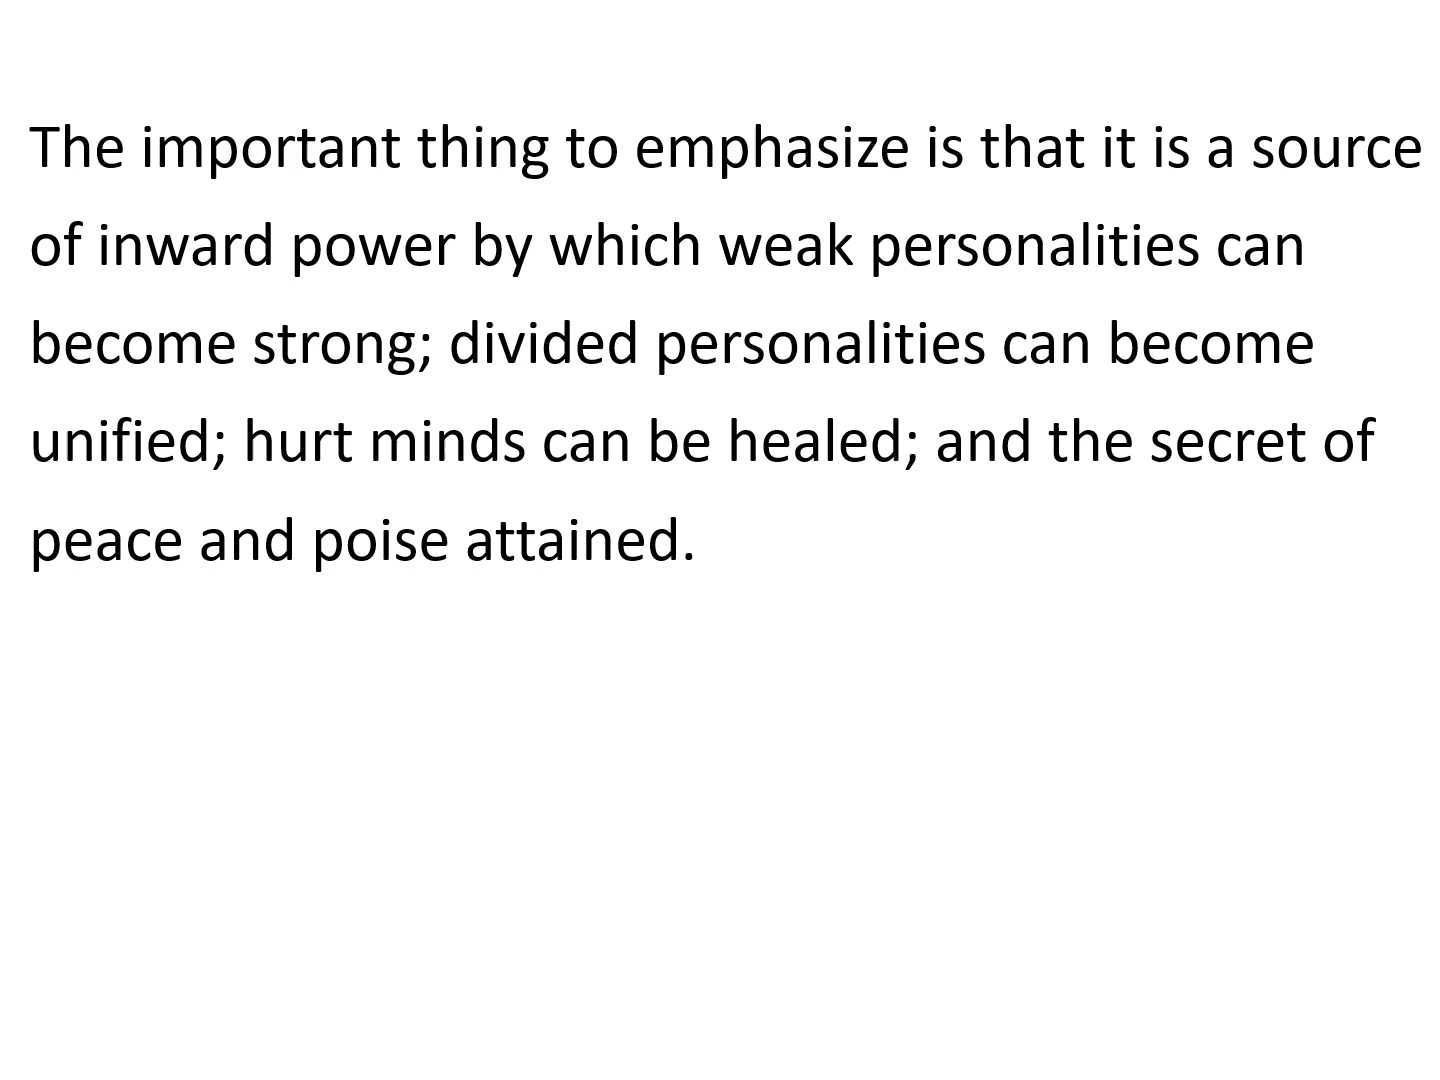 The important thing to emphasize is that it is a source
of inward power by which weak personalities can
become strong; divided personalities can become
unified; hurt minds can be healed; and the secret of
peace and poise attained.